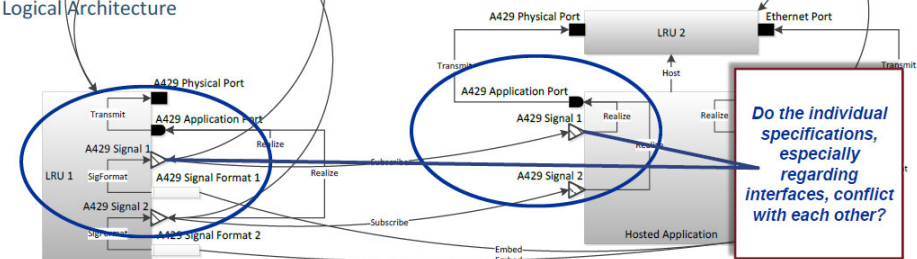 Logical Architecture
A429 Physical Port
Ethernet Port
LRU 2
Transmit
Transmit
Host
A429 Physical Port
A429 Application Port
Transmit
A429 Application Port
Realize
A429 Signal 1
Realize
Realize
A429 Signal 1
Subscribe
LRU 1
SigFormat
A429 Signal Format 1
Realize
A429 Signal 2
A429 Signal 2
Subscribe
SigFormat
A429 Signal Format 2
Hosted Application
Embed
Embed
Do the individual
specifications,
especially
regarding
interfaces, conflict
with each other?